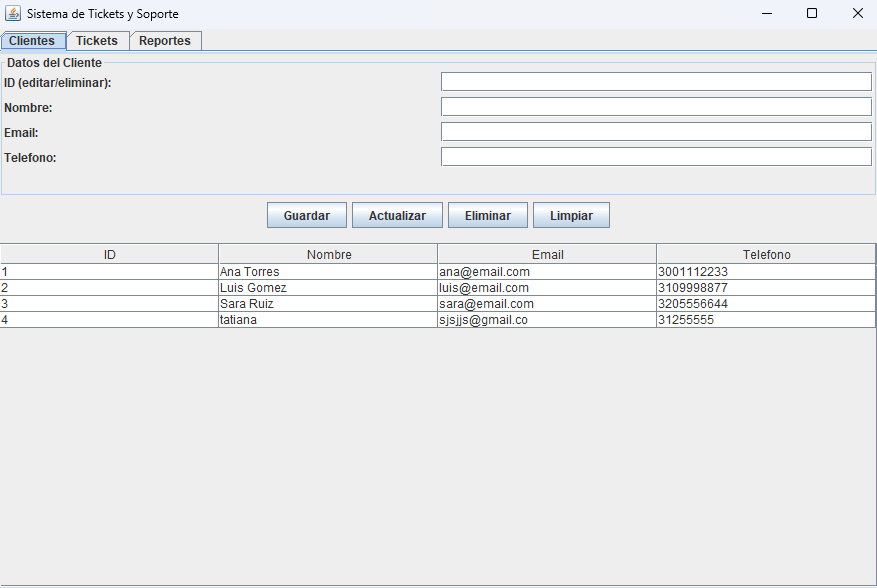 Sistema de Tickets y Soporte
Clientes Tickets Reportes
Datos del Cliente
ID (editar/eliminar):
Nombre:
Email:
Telefono:
Guardar Actualizar Eliminar Limpiar
ID Nombre Email Telefono
1 Ana Torres ana@email.com 3001112233
2 Luis Gomez luis@email.com 3109998877
3 Sara Ruiz sara@email.com 3205556644
4 tatiana sjsjjs@gmail.co 31255555